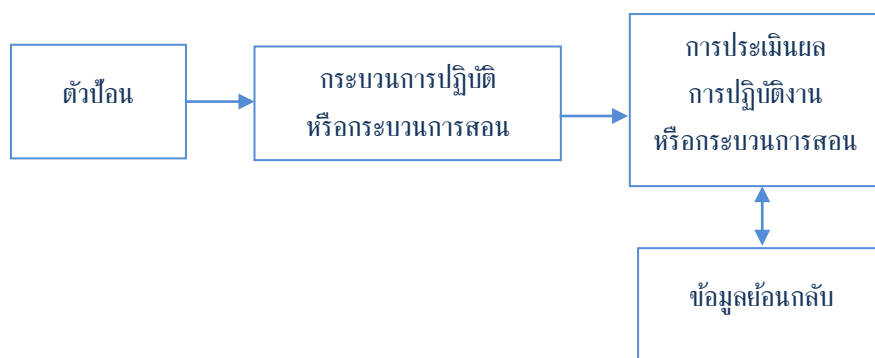 ตัวป้อน
กระบวนการปฏิบัติ
หรือกระบวนการสอน
การประเมินผล
การปฏิบัติงาน
หรือกระบวนการสอน
ข้อมูลย้อนกลับ